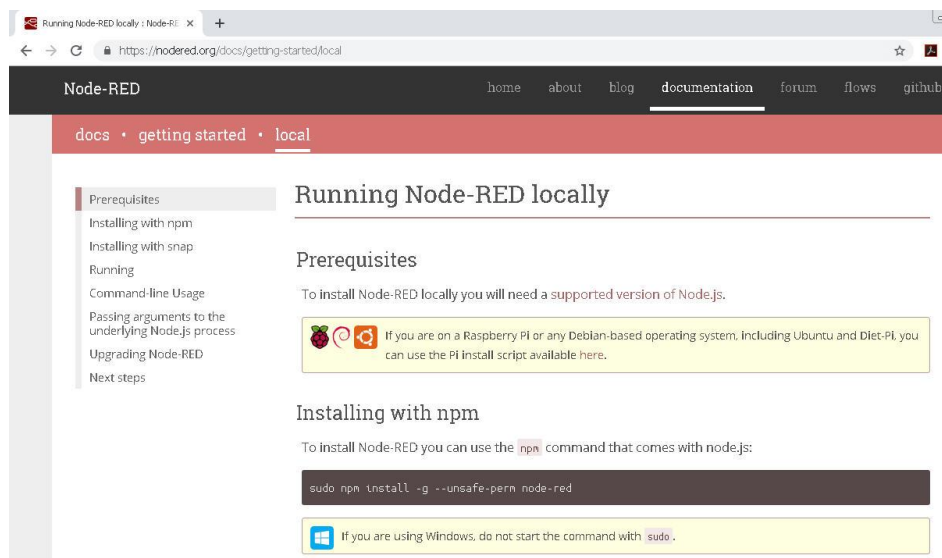 Running Node-RED locally : Node-RE
https://nodered.org/docs/getting-started/local
Node-RED
home about blog documentation forum flows github
docs • getting started • local
Prerequisites
Installing with npm
Installing with snap
Running
Command-line Usage
Passing arguments to the
underlying Node.js process
Upgrading Node-RED
Next steps
Running Node-RED locally
Prerequisites
To install Node-RED locally you will need a supported version of Node.js.
If you are on a Raspberry Pi or any Debian-based operating system, including Ubuntu and Diet-Pi, you
can use the Pi install script available here.
Installing with npm
To install Node-RED you can use the npm command that comes with node.js:
sudo npm install -g --unsafe-perm node-red
If you are using Windows, do not start the command with sudo .